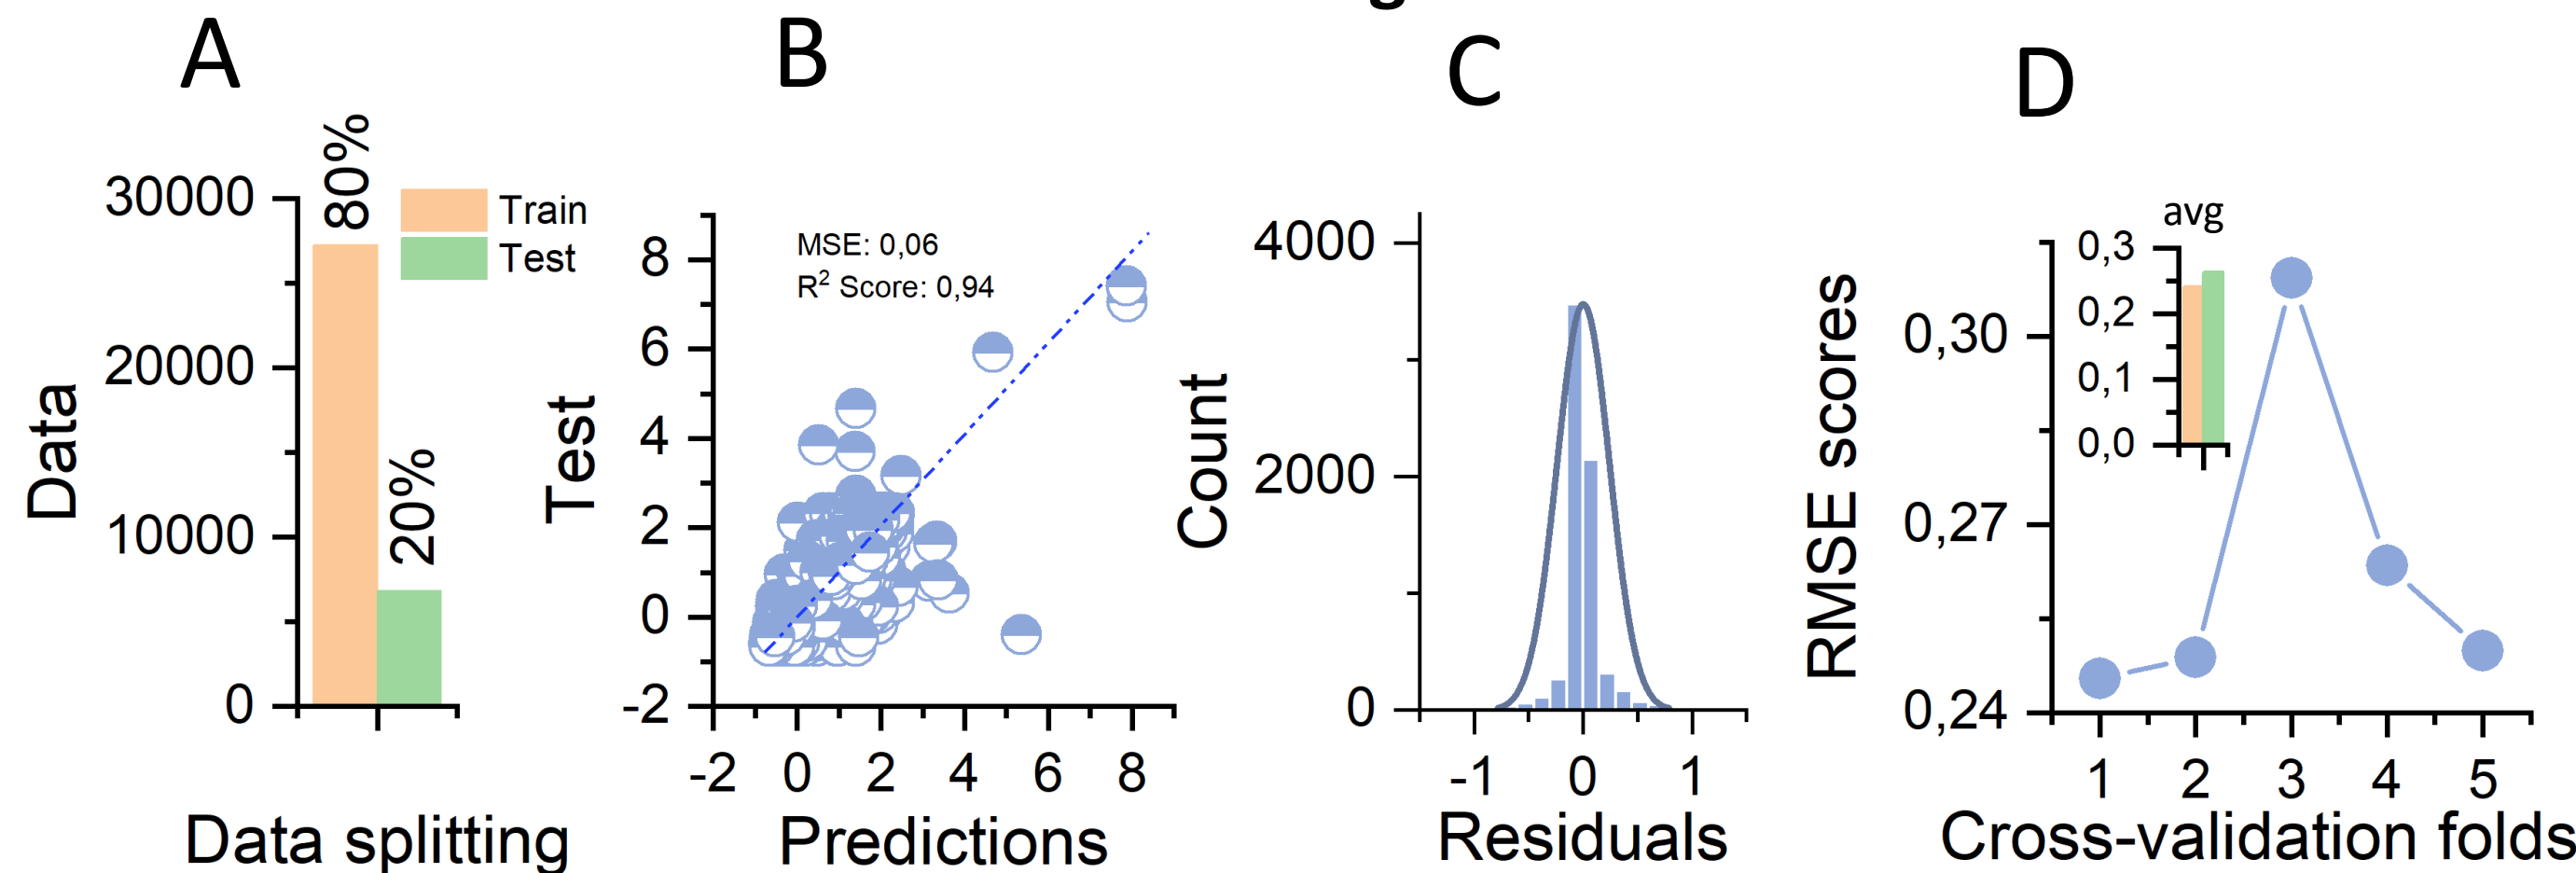 g
A
B
C
D
Data
30000
20000
10000
0
80%
20%
Train
Test
Data splitting
Test
8
6
4
2
0
-2
MSE: 0,06
R² Score: 0,94
-2 0 2 4 6 8
Predictions
Count
4000
2000
0
-1 0 1
Residuals
RMSE scores
0,30
0,27
0,24
avg
0,3
0,2
0,1
0,0
1 2 3 4 5
Cross-validation folds